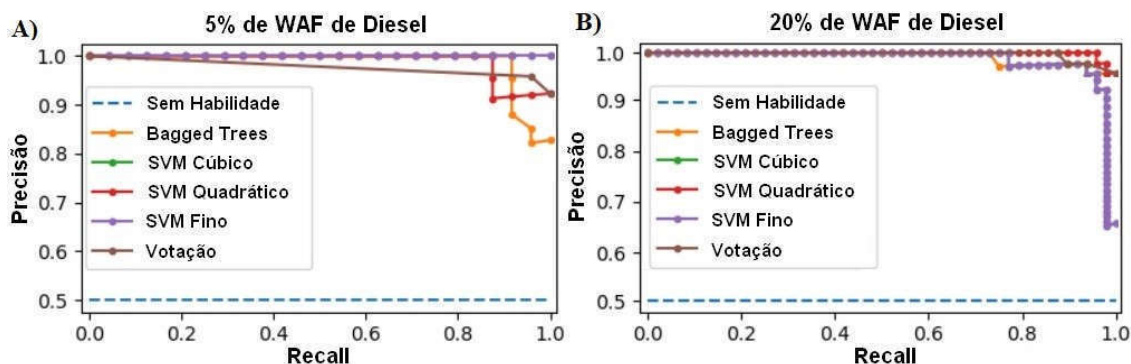 A)
5% de WAF de Diesel
Precisão
1.0
0.9
0.8
0.7
0.6
0.5
Sem Habilidade
Bagged Trees
SVM Cúbico
SVM Quadrático
SVM Fino
Votação
0.0
0.2
0.4
0.6
0.8
1.0
Recall
B)
20% de WAF de Diesel
Precisão
1.0
0.9
0.8
0.7
0.6
0.5
Sem Habilidade
Bagged Trees
SVM Cúbico
SVM Quadrático
SVM Fino
Votação
0.0
0.2
0.4
0.6
0.8
1.0
Recall